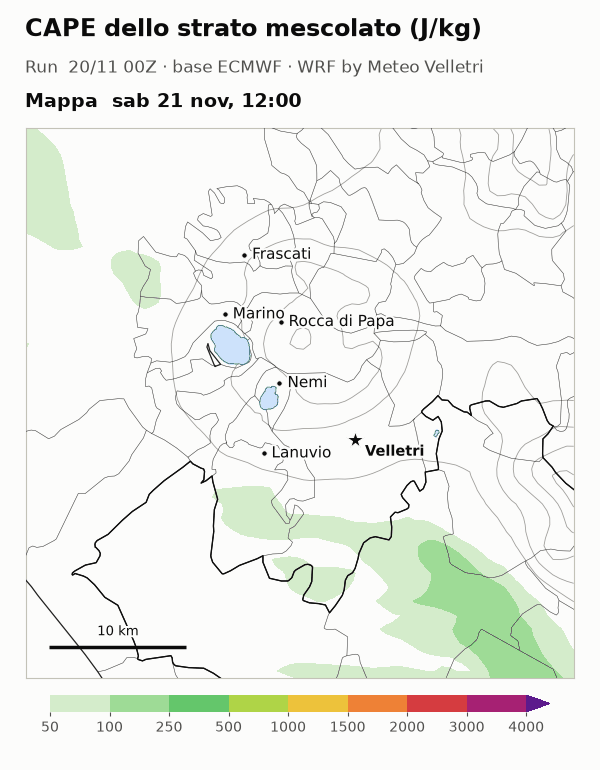 CAPE dello strato mescolato (J/kg)
Run  20/11 00Z · base ECMWF · WRF by Meteo Velletri
Mappa  sab 21 nov, 12:00
Frascati
Marino
Rocca di Papa
Nemi
Velletri
Lanuvio
10 km
50 100 250 500 1000 1500 2000 3000 4000